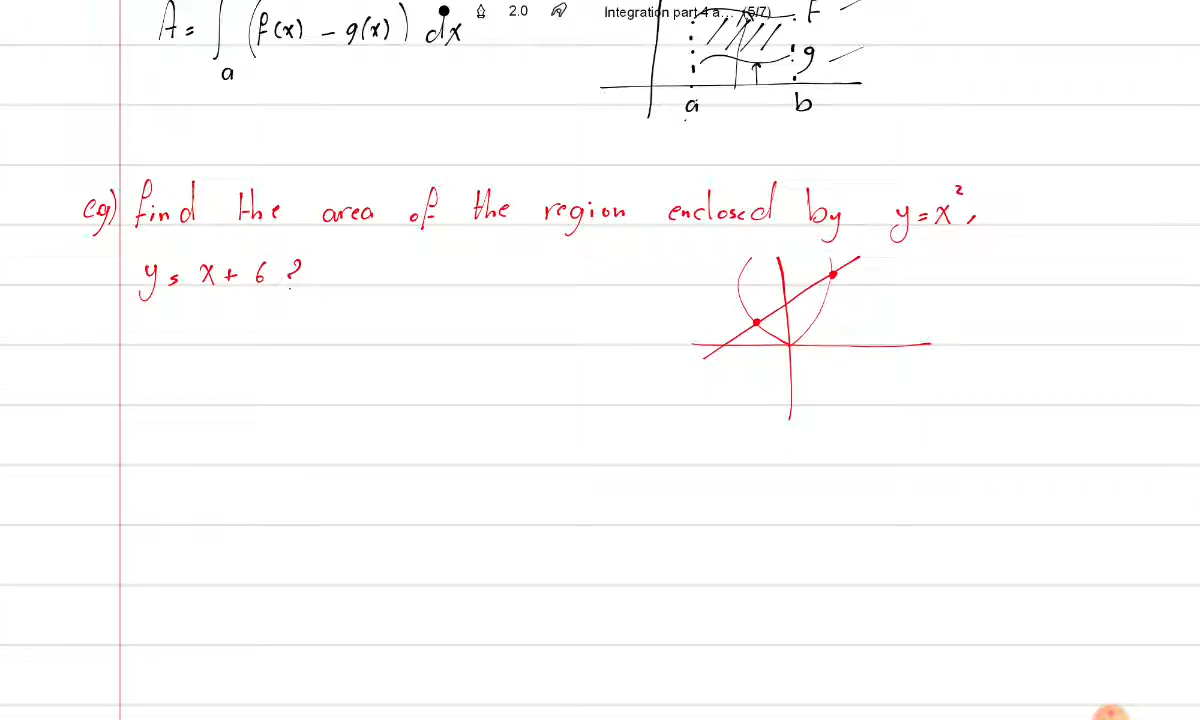 A = ∫ (f(x) - g(x)) dx
a
2.0
Integration part 4 a... (5/7)
f
g
a b
eg) find the area of the region enclosed by y=x²,
y = x + 6 ?